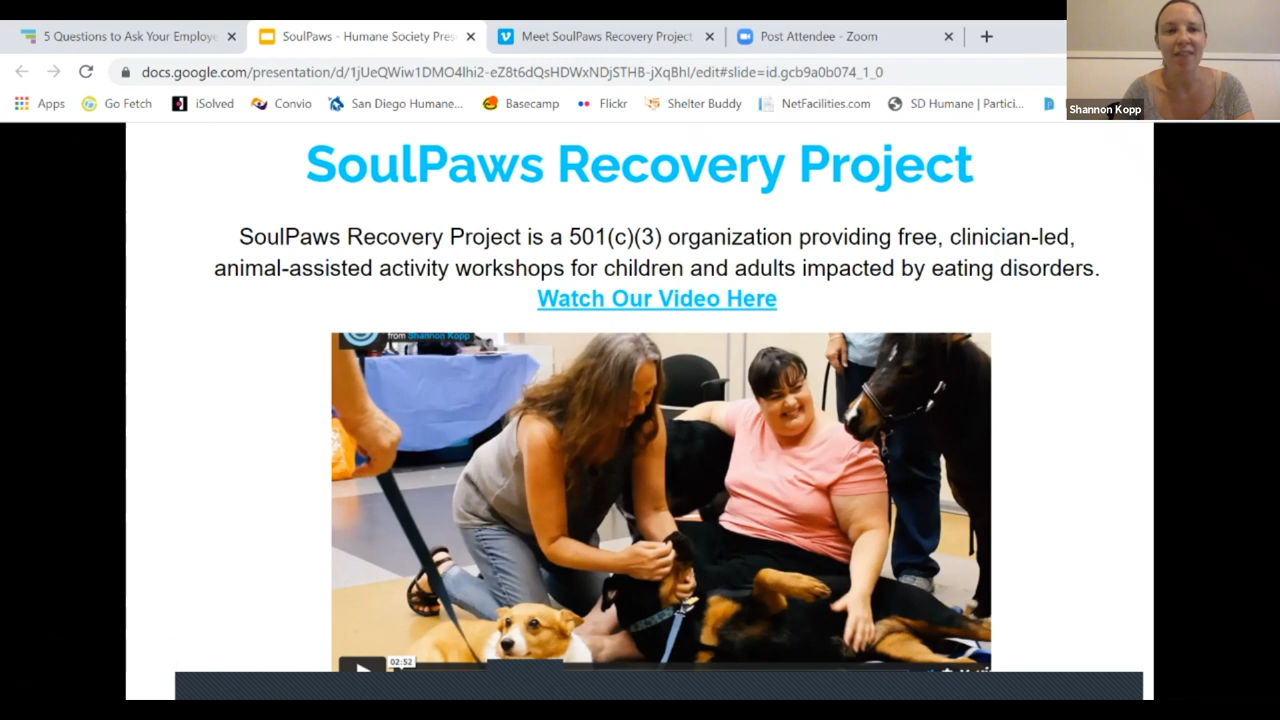 5 Questions to Ask Your Employe
SoulPaws - Humane Society Pres
Meet SoulPaws Recovery Project
Post Attendee - Zoom
docs.google.com/presentation/d/1jUeQWiw1DMO4lhi2-eZ8t6dQsHDWxNDjSTHB-jXqBhI/edit#slide=id.gcb9a0b074_1_0
Apps
Go Fetch
iSolved
Convio
San Diego Humane...
Basecamp
Flickr
Shelter Buddy
NetFacilities.com
SD Humane | Partici...
Shannon Kopp
SoulPaws Recovery Project
SoulPaws Recovery Project is a 501(c)(3) organization providing free, clinician-led,
animal-assisted activity workshops for children and adults impacted by eating disorders.
Watch Our Video Here
from Shannon Kopp
02:52